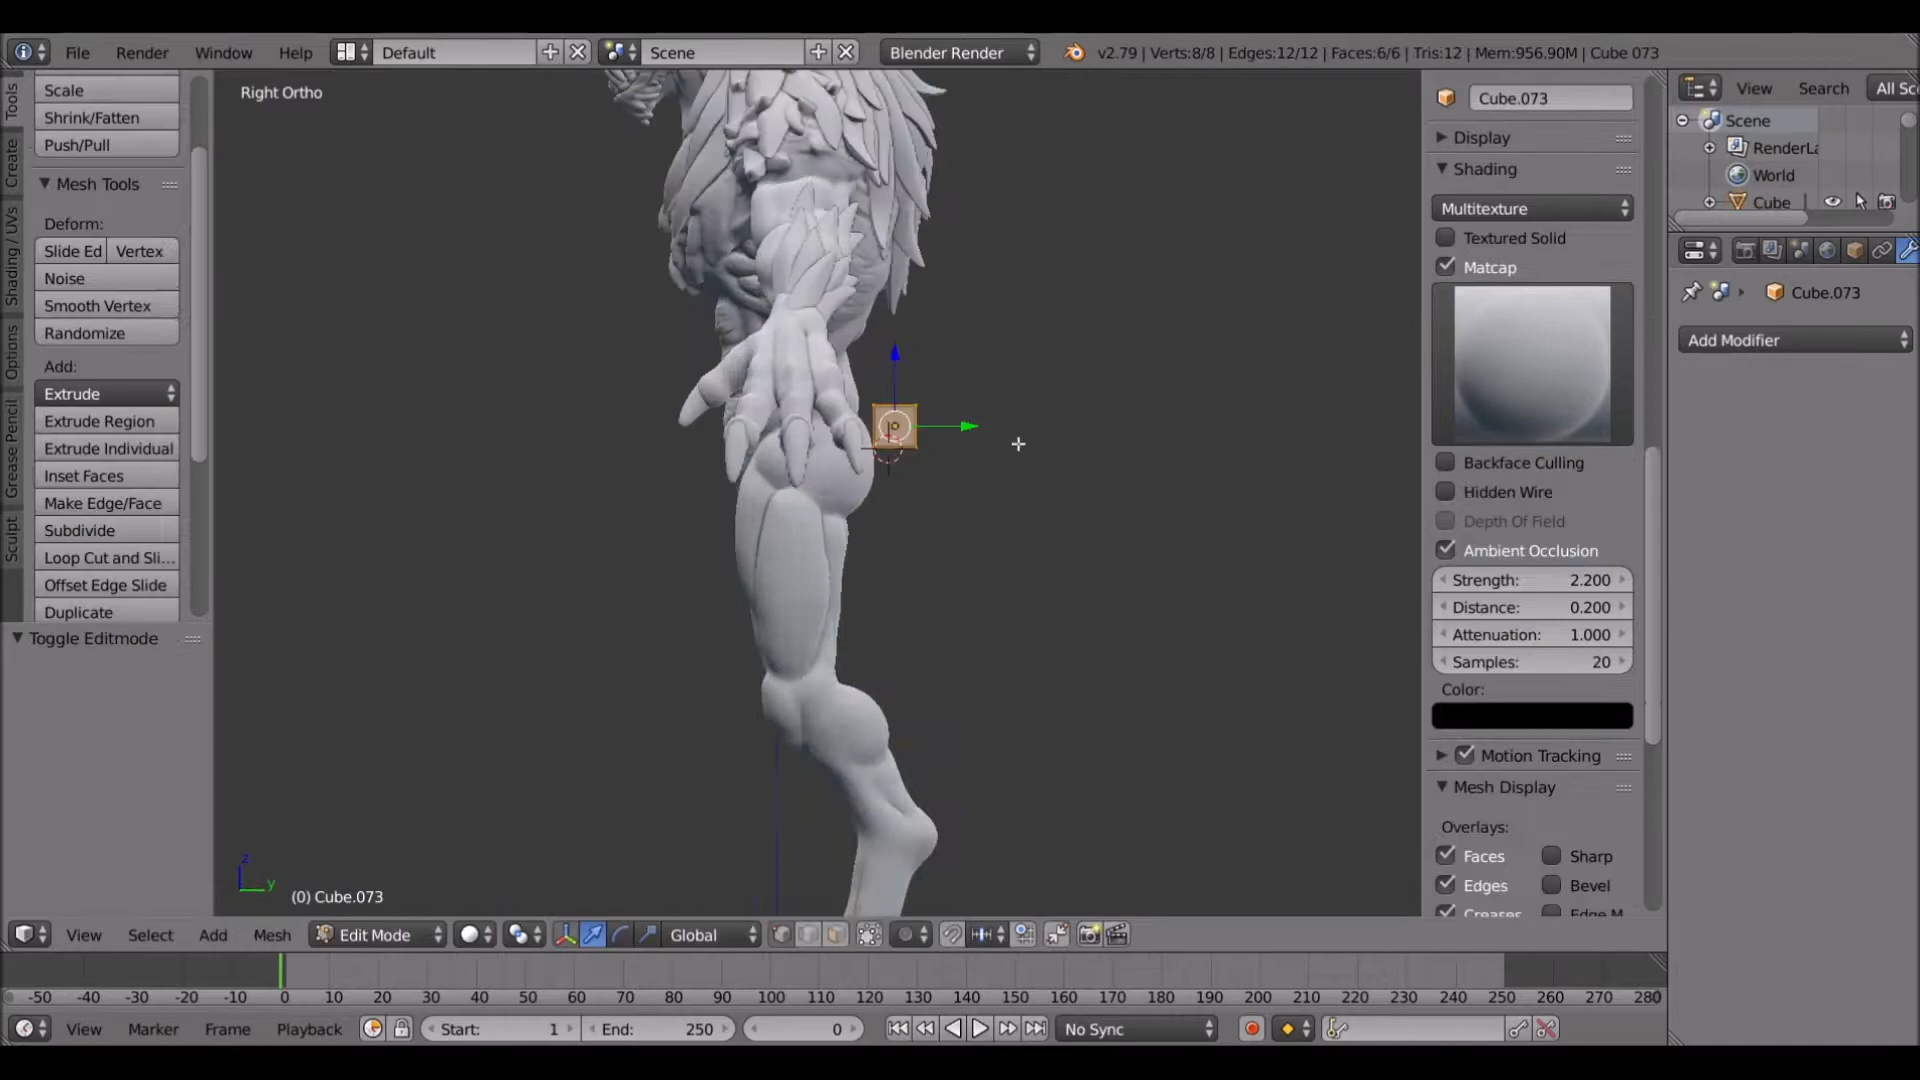 File Render Window Help Default Scene Blender Render v2.79 | Verts:8/8 | Edges:12/12 | Faces:6/6 | Tris:12 | Mem:956.90M | Cube 073
Tools
Create
Shading / UVs
Options
Grease Pencil
Sculpt
Scale
Shrink/Fatten
Push/Pull
Mesh Tools
Deform:
Slide Ed Vertex
Noise
Smooth Vertex
Randomize
Add:
Extrude
Extrude Region
Extrude Individual
Inset Faces
Make Edge/Face
Subdivide
Loop Cut and Sli...
Offset Edge Slide
Duplicate
Toggle Editmode
Right Ortho
z
y
(0) Cube.073
Cube.073
Display
Shading
Multitexture
Textured Solid
Matcap
Backface Culling
Hidden Wire
Depth Of Field
Ambient Occlusion
Strength: 2.200
Distance: 0.200
Attenuation: 1.000
Samples: 20
Color:
Motion Tracking
Mesh Display
Overlays:
Faces Sharp
Edges Bevel
Creases Edge M
View Search All Sc
Scene
RenderLa
World
Cube
Cube.073
Add Modifier
View Select Add Mesh Edit Mode Global
-50 -40 -30 -20 -10 0 10 20 30 40 50 60 70 80 90 100 110 120 130 140 150 160 170 180 190 200 210 220 230 240 250 260 270 280
View Marker Frame Playback Start: 1 End: 250 0 No Sync